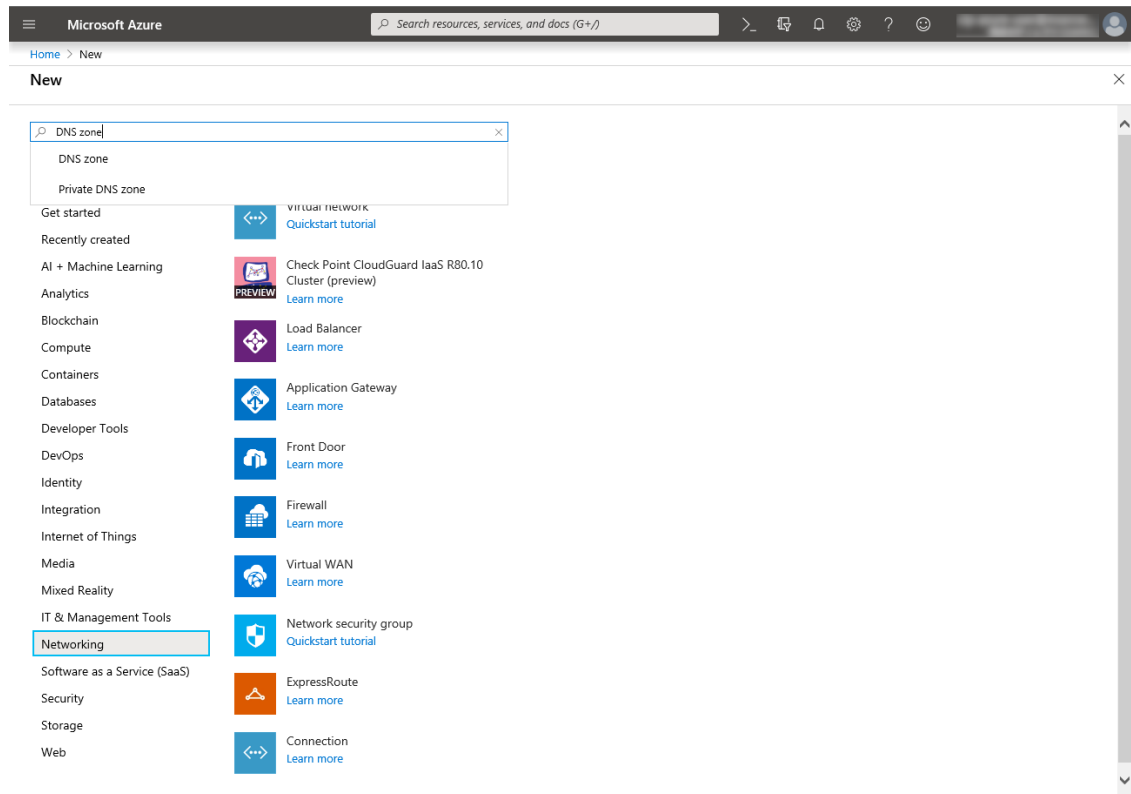 Microsoft Azure
Search resources, services, and docs (G+/)
Home > New
New
DNS zone
DNS zone
Private DNS zone
Get started
Recently created
AI + Machine Learning
Analytics
Blockchain
Compute
Containers
Databases
Developer Tools
DevOps
Identity
Integration
Internet of Things
Media
Mixed Reality
IT & Management Tools
Networking
Software as a Service (SaaS)
Security
Storage
Web
Virtual network
Quickstart tutorial
PREVIEW
Check Point CloudGuard IaaS R80.10
Cluster (preview)
Learn more
Load Balancer
Learn more
Application Gateway
Learn more
Front Door
Learn more
Firewall
Learn more
Virtual WAN
Learn more
Network security group
Quickstart tutorial
ExpressRoute
Learn more
Connection
Learn more